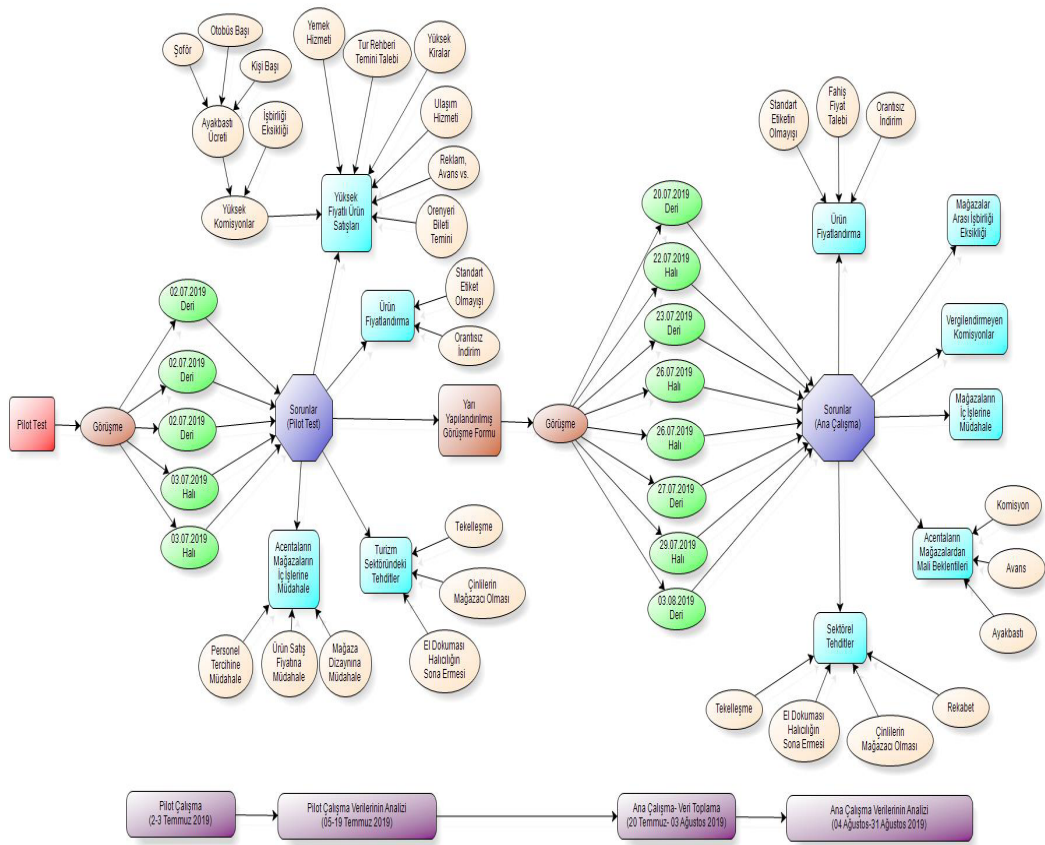 Şoför
Otobüs Başı
Kişi Başı
Ayakbastı
Ücreti
İşbirliği
Eksikliği
Yüksek
Komisyonlar
Yemek
Hizmeti
Tur Rehberi
Temini Talebi
Yüksek
Kiralar
Ulaşım
Hizmeti
Reklam,
Avans vs.
Örenyeri
Bileti
Temini
Yüksek
Fiyatlı Ürün
Satışları
Standart
Etiket
Olmayışı
Orantısız
İndirim
Ürün
Fiyatlandırma
Pilot Test
Görüşme
02.07.2019
Deri
02.07.2019
Deri
02.07.2019
Deri
03.07.2019
Halı
03.07.2019
Halı
Sorunlar
(Pilot Test)
Acentaların
Mağazaların
İç İşlerine
Müdahale
Personel
Tercihine
Müdahale
Ürün Satış
Fiyatına
Müdahale
Mağaza
Dizaynına
Müdahale
Turizm
Sektöründeki
Tehditler
Tekelleşme
Çinlilerin
Mağazacı Olması
El Dokuması
Halıcılığın
Sona Ermesi
Yarı
Yapılandırılmış
Görüşme Formu
Görüşme
20.07.2019
Deri
22.07.2019
Halı
23.07.2019
Deri
26.07.2019
Halı
26.07.2019
Halı
27.07.2019
Deri
29.07.2019
Halı
03.08.2019
Deri
Sorunlar
(Ana Çalışma)
Standart
Etiketin
Olmayışı
Fahiş
Fiyat
Talebi
Orantısız
İndirim
Ürün
Fiyatlandırma
Mağazalar
Arası İşbirliği
Eksikliği
Vergilendirmeyen
Komisyonlar
Mağazaların
İç İşlerine
Müdahale
Acentaların
Mağazalardan
Mali Beklentileri
Komisyon
Avans
Ayakbastı
Sektörel
Tehditler
Tekelleşme
El Dokuması
Halıcılığın
Sona Ermesi
Çinlilerin
Mağazacı Olması
Rekabet
Pilot Çalışma
(2-3 Temmuz 2019)
Pilot Çalışma Verilerinin Analizi
(05-19 Temmuz 2019)
Ana Çalışma- Veri Toplama
(20 Temmuz- 03 Ağustos 2019)
Ana Çalışma Verilerinin Analizi
(04 Ağustos-31 Ağustos 2019)